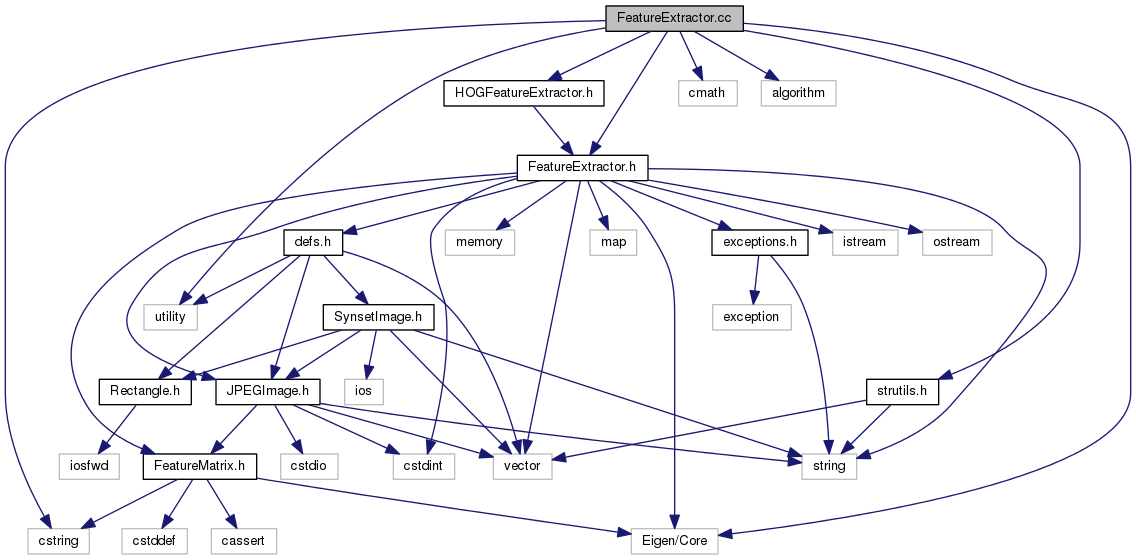 FeatureExtractor.cc
HOGFeatureExtractor.h
cmath
algorithm
FeatureExtractor.h
defs.h
memory
map
exceptions.h
istream
ostream
utility
SynsetImage.h
exception
Rectangle.h
JPEGImage.h
ios
strutils.h
iosfwd
FeatureMatrix.h
cstdio
cstdint
vector
string
cstring
cstddef
cassert
Eigen/Core